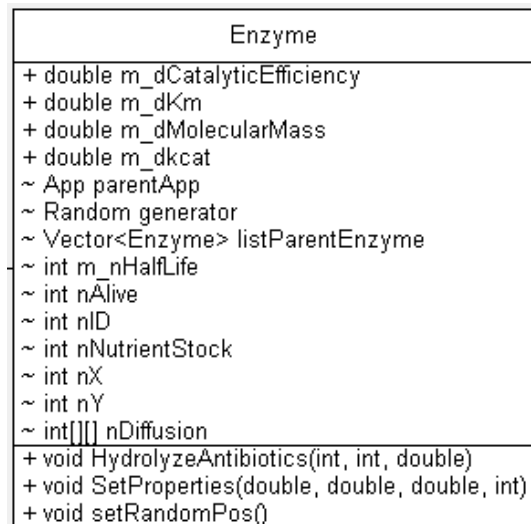 Enzyme
+ double m_dCatalyticEfficiency
+ double m_dKm
+ double m_dMolecularMass
+ double m_dkcat
~ App parentApp
~ Random generator
~ Vector<Enzyme> listParentEnzyme
~ int m_nHalfLife
~ int nAlive
~ int nID
~ int nNutrientStock
~ int nX
~ int nY
~ int[][] nDiffusion
+ void HydrolyzeAntibiotics(int, int, double)
+ void SetProperties(double, double, double, int)
+ void setRandomPos()